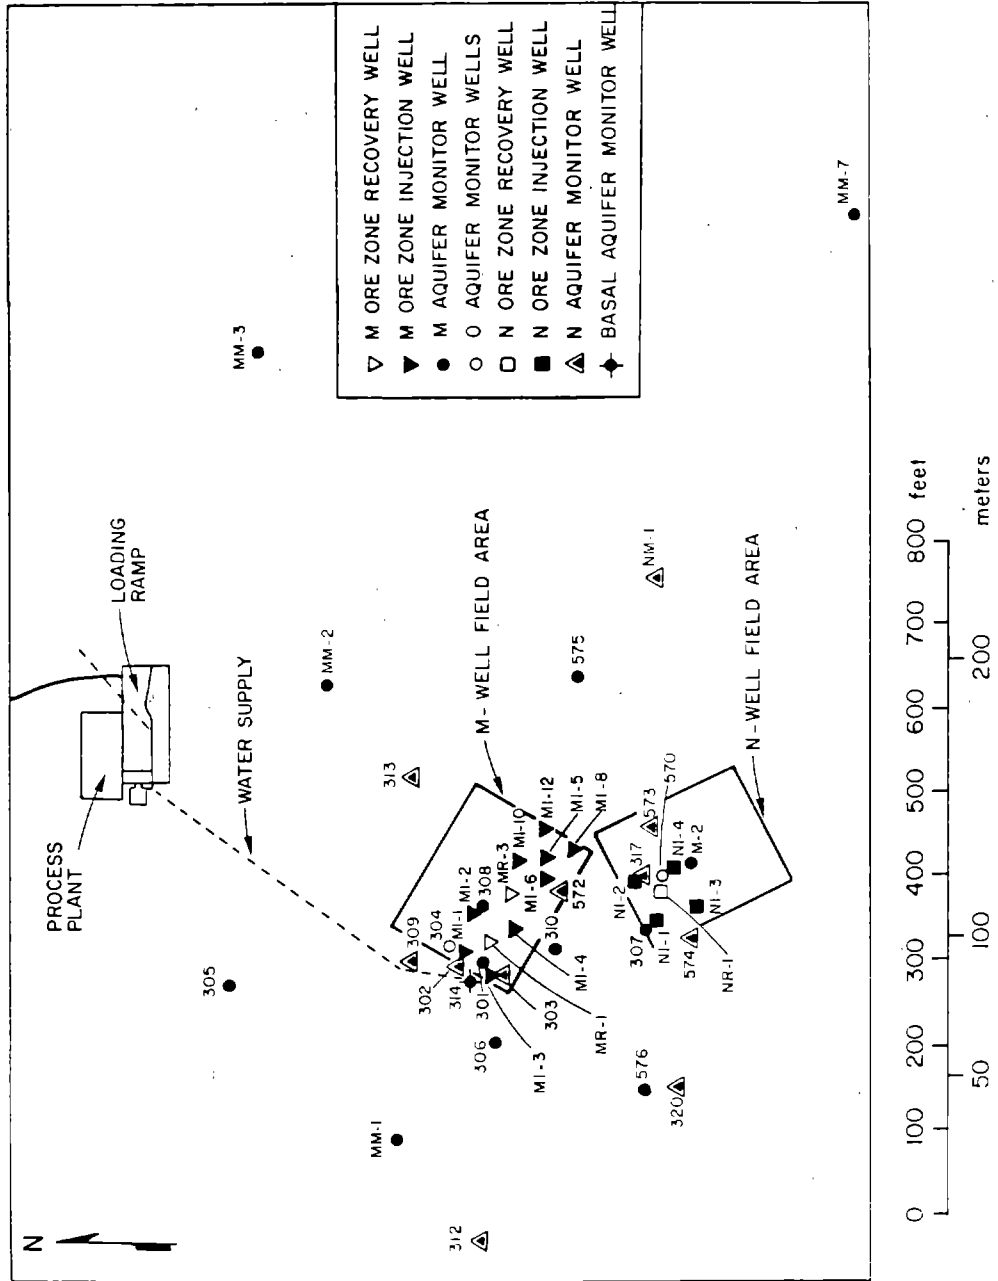 N
PROCESS
PLANT
LOADING
RAMP
WATER SUPPLY
MM-3
305
MM-2
MM-1
309
313
M-WELL FIELD AREA
302
304
MI-1
MI-2
308
MR-3
MI-10
MI-12
MI-5
MI-8
312
314
301
306
MI-6
303
310
572
MI-4
MI-3
MR-1
575
NI-2
317
573
570
NM-1
307
NI-1
NI-4
M-2
576
320
574
NI-3
NR-1
N-WELL FIELD AREA
MM-7
M ORE ZONE RECOVERY WELL
M ORE ZONE INJECTION WELL
M AQUIFER MONITOR WELL
O AQUIFER MONITOR WELLS
N ORE ZONE RECOVERY WELL
N ORE ZONE INJECTION WELL
N AQUIFER MONITOR WELL
BASAL AQUIFER MONITOR WELL
0 100 200 300 400 500 600 700 800 feet
50 100 200 meters